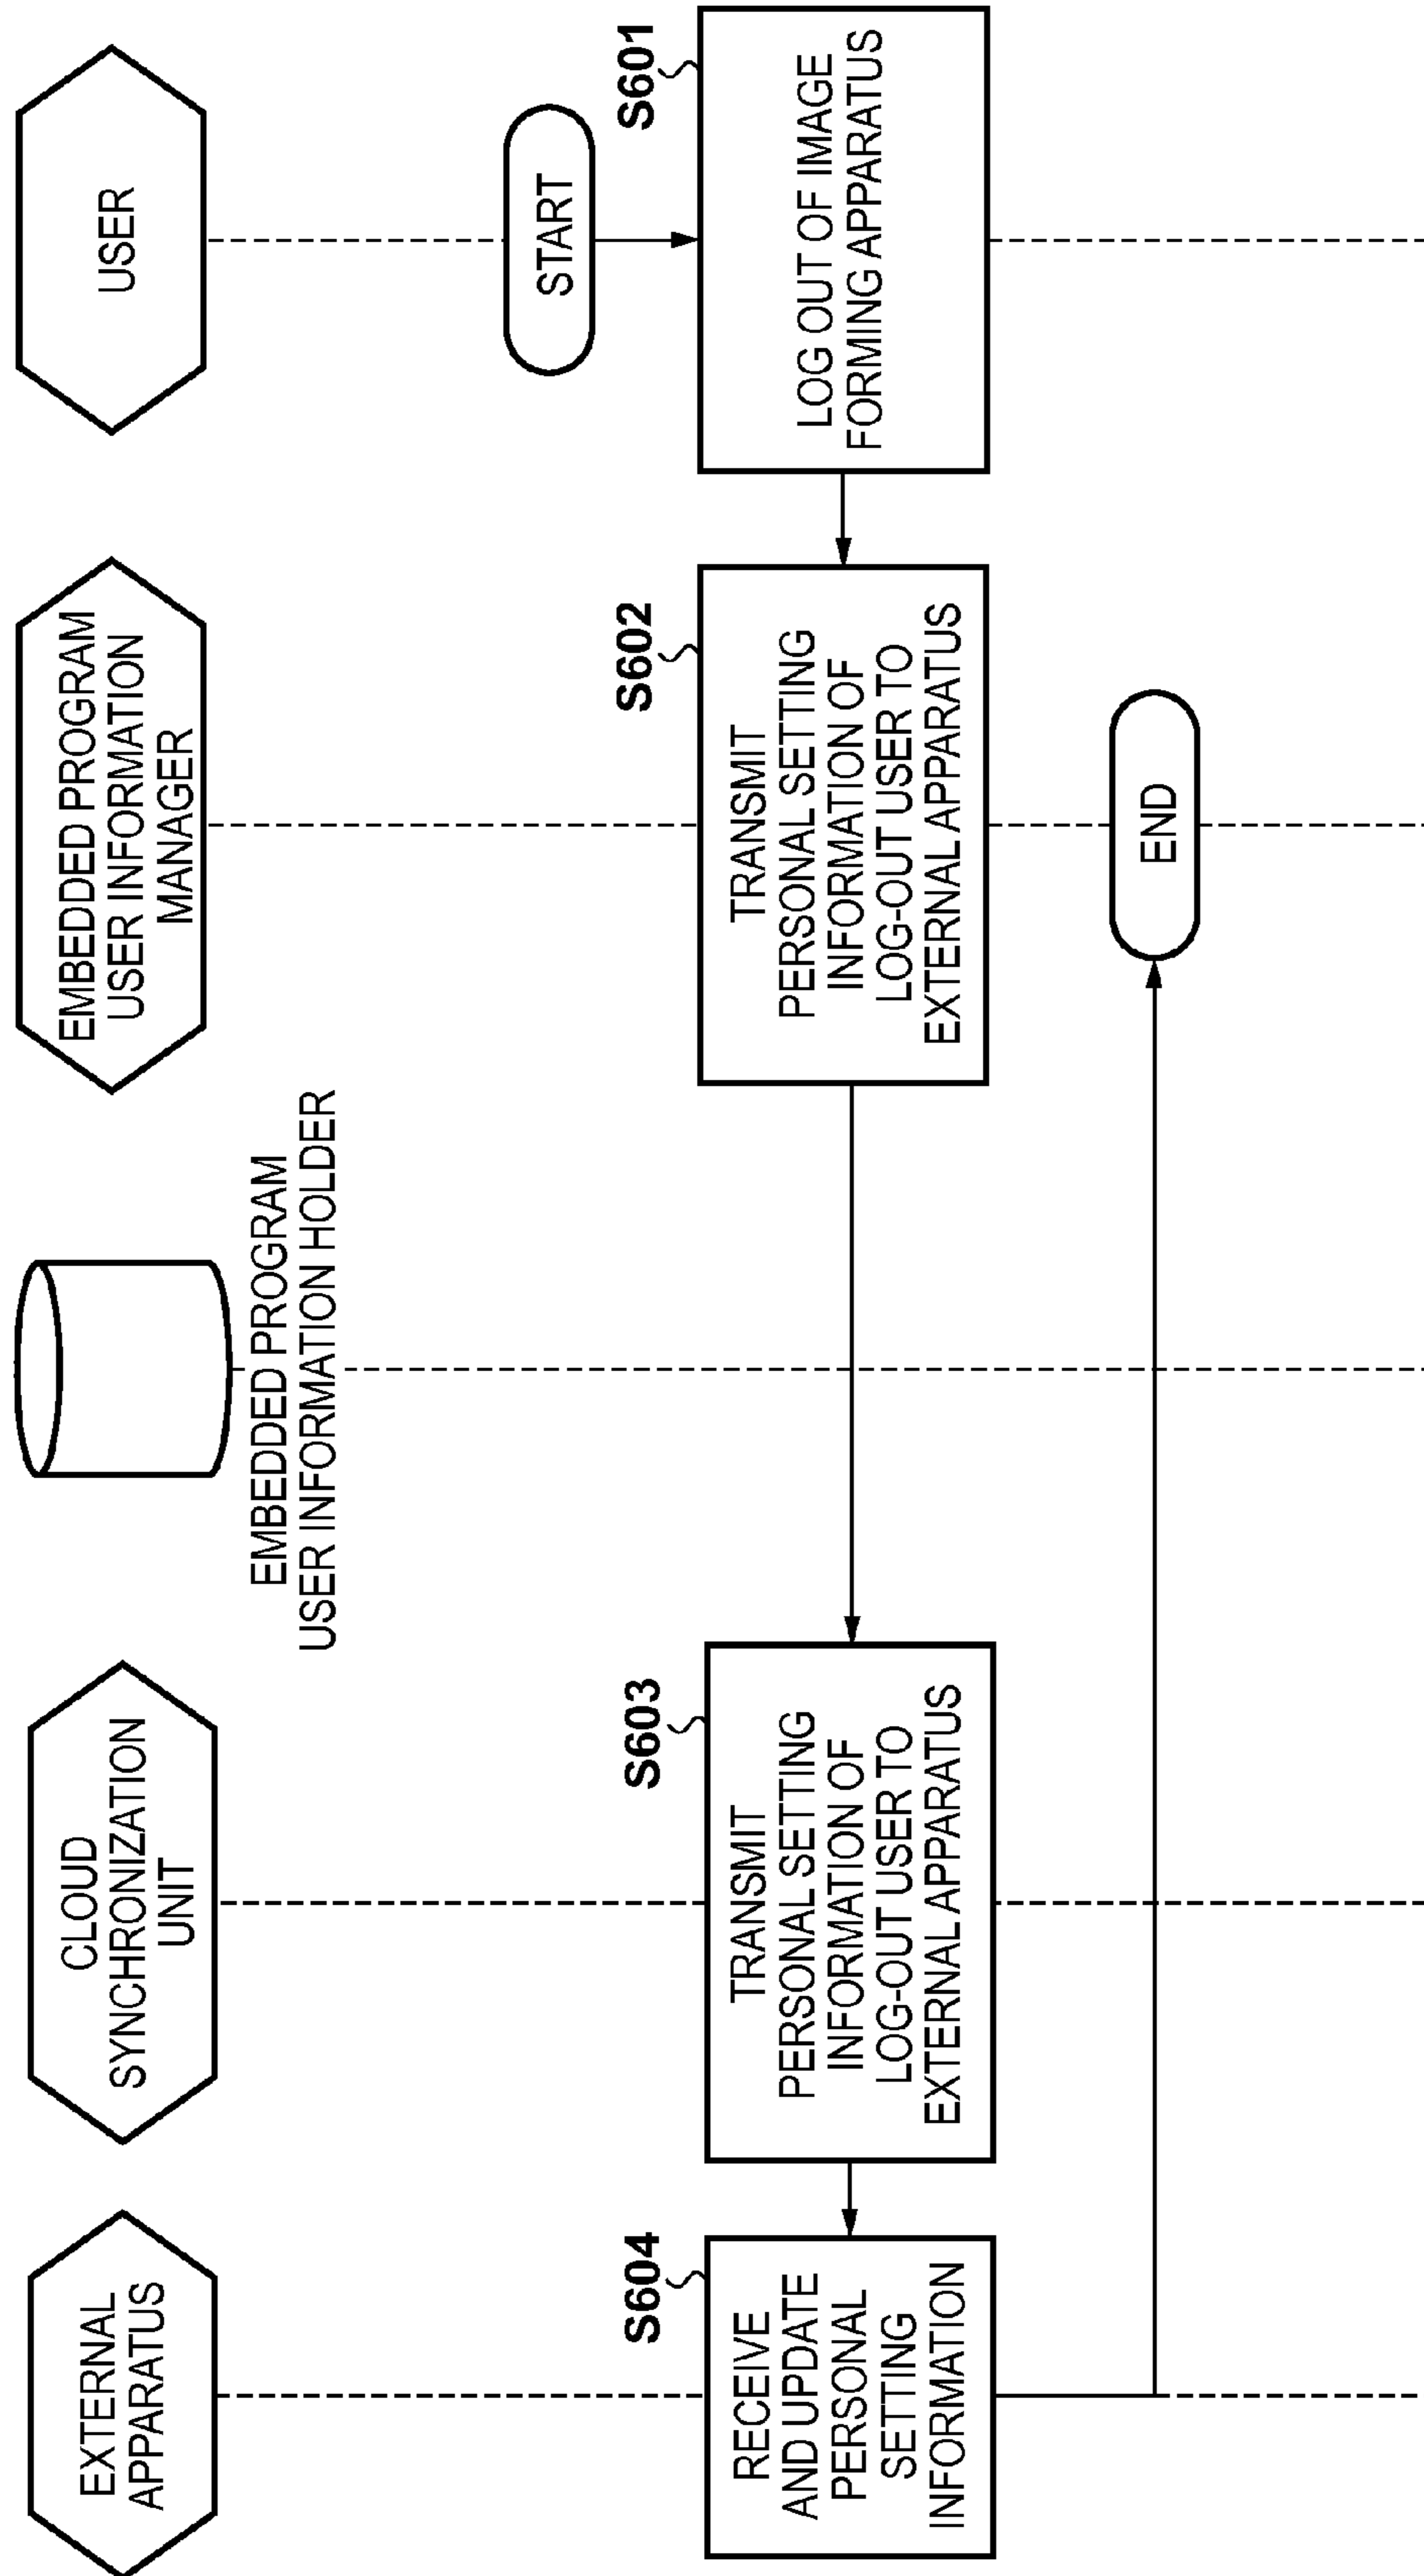 EXTERNAL
APPARATUS
CLOUD
SYNCHRONIZATION
UNIT
EMBEDDED PROGRAM
USER INFORMATION HOLDER
EMBEDDED PROGRAM
USER INFORMATION
MANAGER
USER
START
S601
LOG OUT OF IMAGE
FORMING APPARATUS
S602
TRANSMIT
PERSONAL SETTING
INFORMATION OF
LOG-OUT USER TO
EXTERNAL APPARATUS
S603
TRANSMIT
PERSONAL SETTING
INFORMATION OF
LOG-OUT USER TO
EXTERNAL APPARATUS
S604
RECEIVE
AND UPDATE
PERSONAL
SETTING
INFORMATION
END